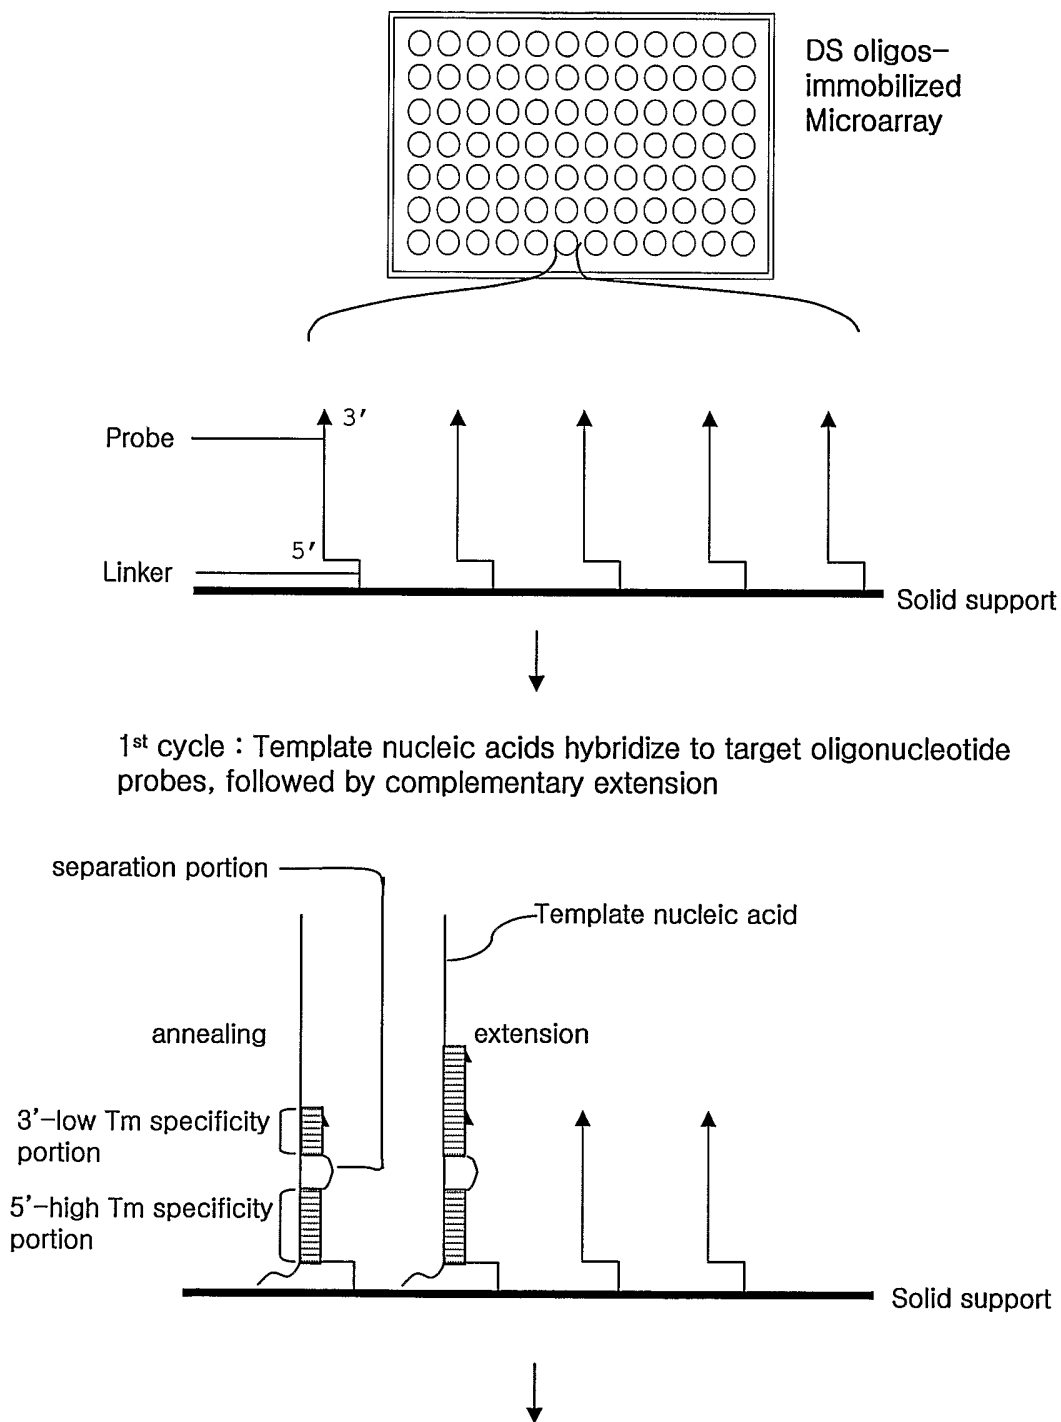 DS oligos-
immobilized
Microarray
3′
Probe
5′
Linker
Solid support
1st cycle : Template nucleic acids hybridize to target oligonucleotide
probes, followed by complementary extension
separation portion
Template nucleic acid
annealing
extension
3′-low Tm specificity
portion
5′-high Tm specificity
portion
Solid support